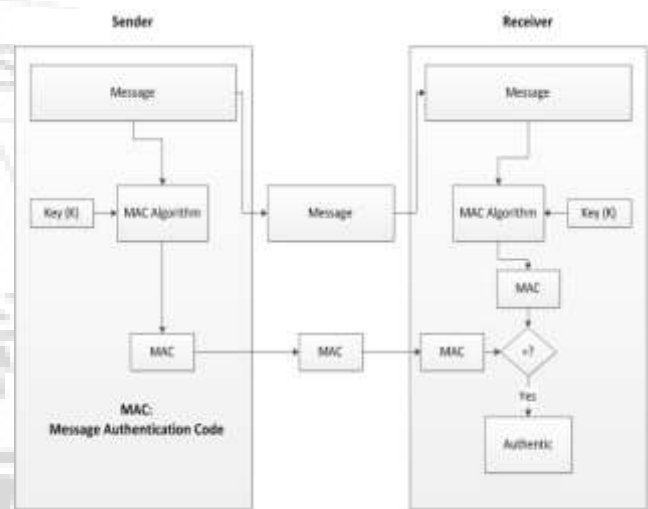 Sender
Receiver
Message
Message
Key (K)
MAC Algorithm
Message
MAC Algorithm
Key (K)
MAC
MAC
MAC
MAC
=?
Yes
MAC:
Message Authentication Code
Authentic